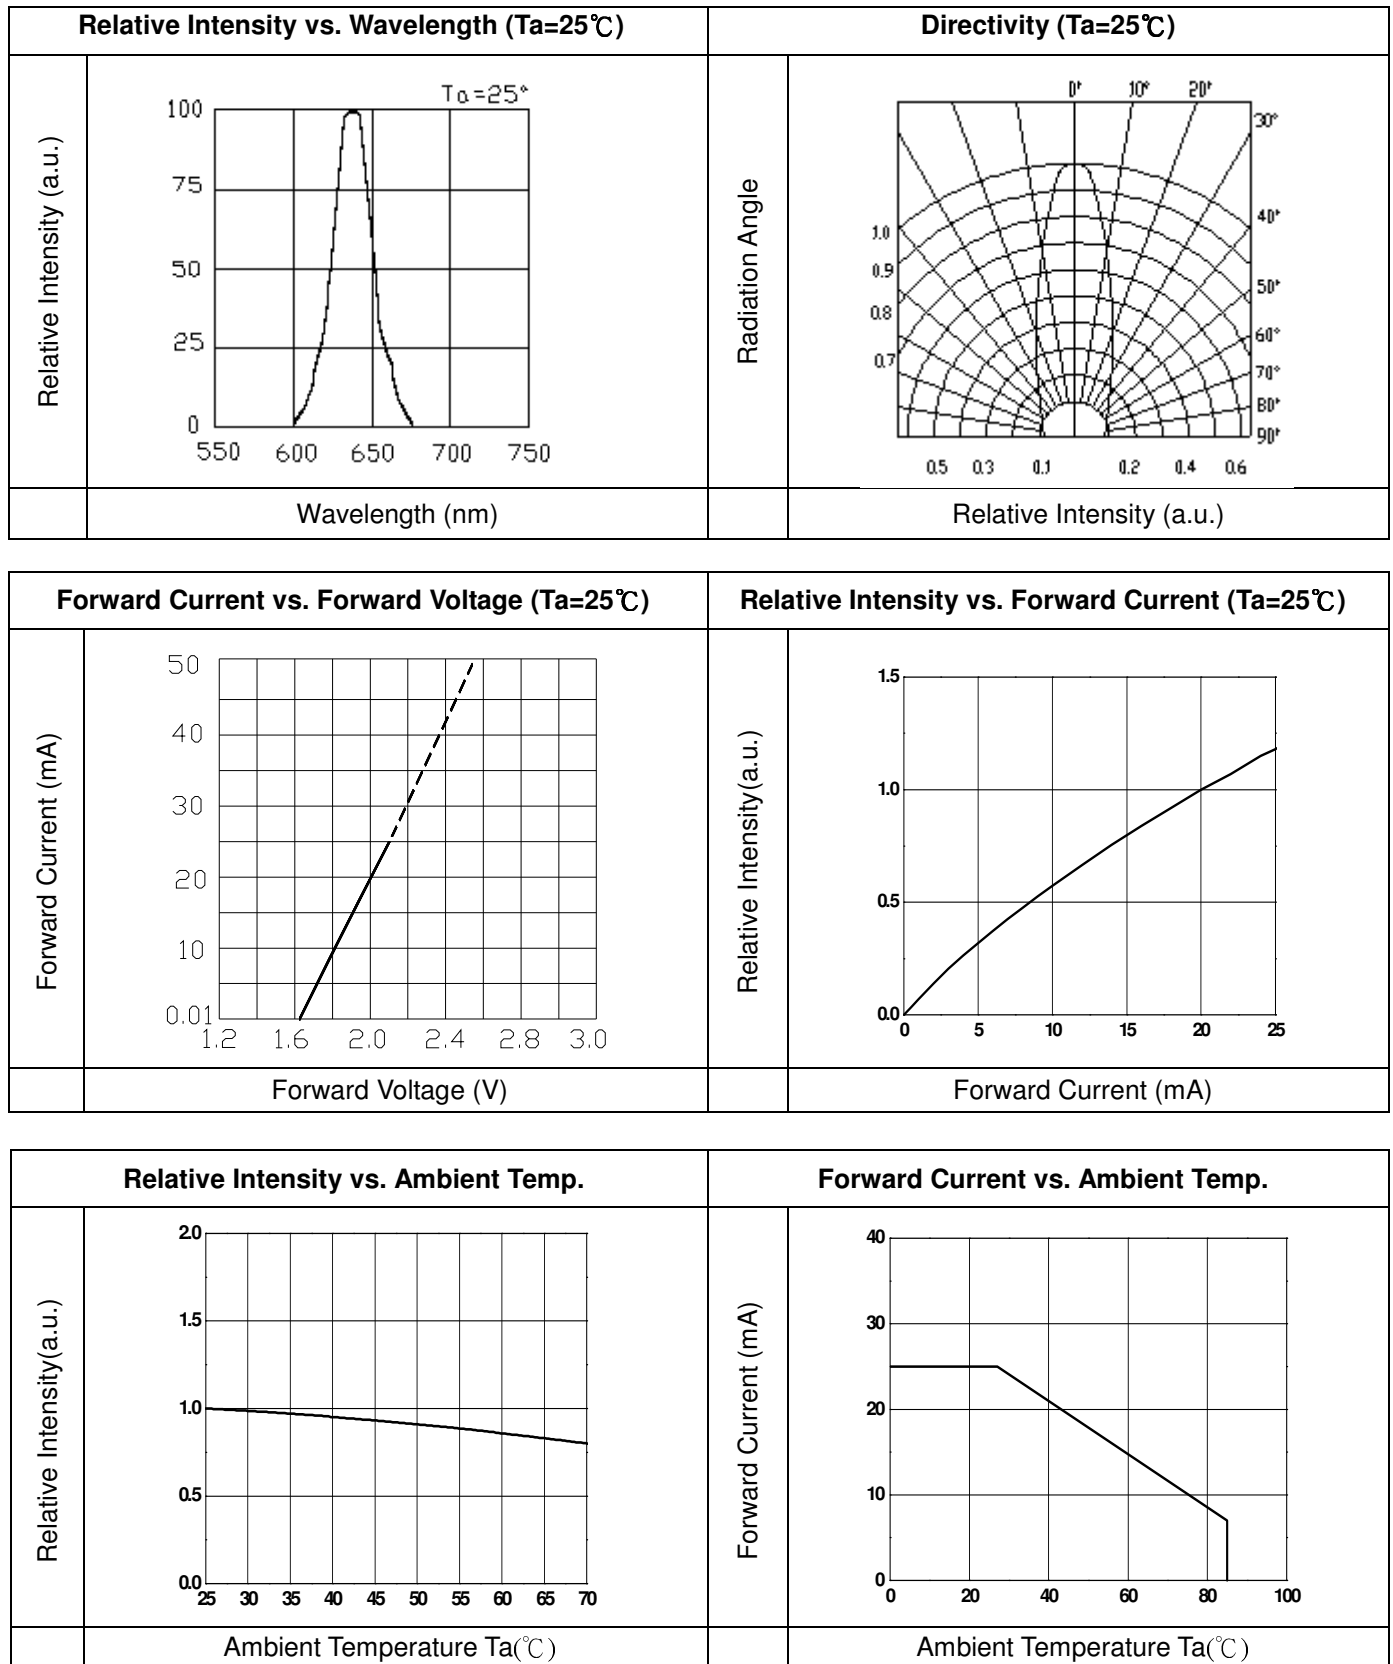 Relative Intensity vs. Wavelength (Ta=25℃)
Directivity (Ta=25℃)
Relative Intensity (a.u.)
Ta=25°
100
75
50
25
0
550 600 650 700 750
Wavelength (nm)
Radiation Angle
0° 10° 20°
30°
40°
50°
60°
70°
80°
90°
1.0
0.9
0.8
0.7
0.5 0.3 0.1 0.2 0.4 0.6
Relative Intensity (a.u.)
Forward Current vs. Forward Voltage (Ta=25℃)
Relative Intensity vs. Forward Current (Ta=25℃)
Forward Current (mA)
50
40
30
20
10
0.01
1.2 1.6 2.0 2.4 2.8 3.0
Forward Voltage (V)
Relative Intensity(a.u.)
1.5
1.0
0.5
0.0
0 5 10 15 20 25
Forward Current (mA)
Relative Intensity vs. Ambient Temp.
Forward Current vs. Ambient Temp.
Relative Intensity(a.u.)
2.0
1.5
1.0
0.5
0.0
25 30 35 40 45 50 55 60 65 70
Ambient Temperature Ta(℃)
Forward Current (mA)
40
30
20
10
0
0 20 40 60 80 100
Ambient Temperature Ta(℃)